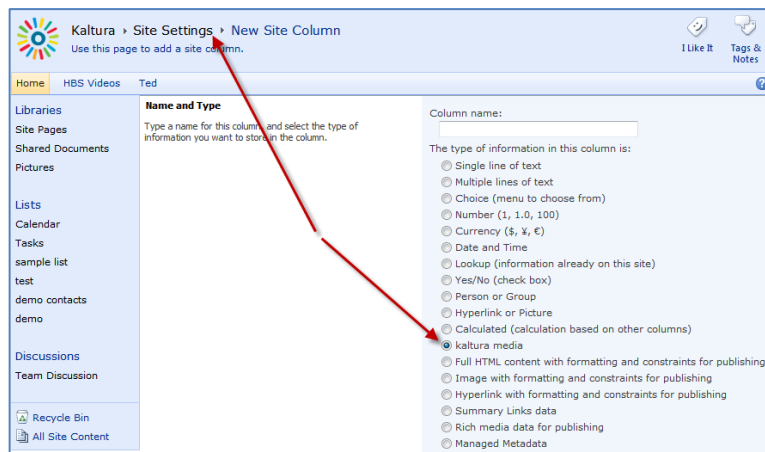 Kaltura › Site Settings › New Site Column
Use this page to add a site column.
I Like It
Tags &
Notes
Home
HBS Videos
Ted
Libraries
Site Pages
Shared Documents
Pictures
Lists
Calendar
Tasks
sample list
test
demo contacts
demo
Discussions
Team Discussion
Recycle Bin
All Site Content
Name and Type
Type a name for this column, and select the type of
information you want to store in the column.
Column name:
The type of information in this column is:
Single line of text
Multiple lines of text
Choice (menu to choose from)
Number (1, 1.0, 100)
Currency ($, ¥, €)
Date and Time
Lookup (information already on this site)
Yes/No (check box)
Person or Group
Hyperlink or Picture
Calculated (calculation based on other columns)
kaltura media
Full HTML content with formatting and constraints for publishing
Image with formatting and constraints for publishing
Hyperlink with formatting and constraints for publishing
Summary Links data
Rich media data for publishing
Managed Metadata